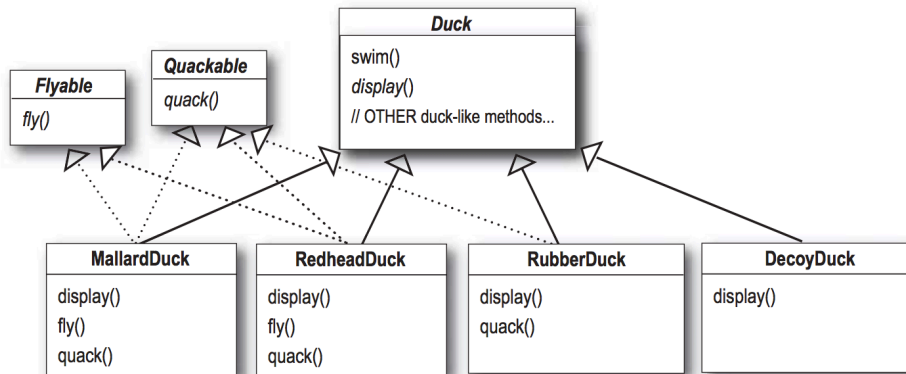 Duck
swim()
display()
// OTHER duck-like methods...
Quackable
quack()
Flyable
fly()
MallardDuck
display()
fly()
quack()
RedheadDuck
display()
fly()
quack()
RubberDuck
display()
quack()
DecoyDuck
display()